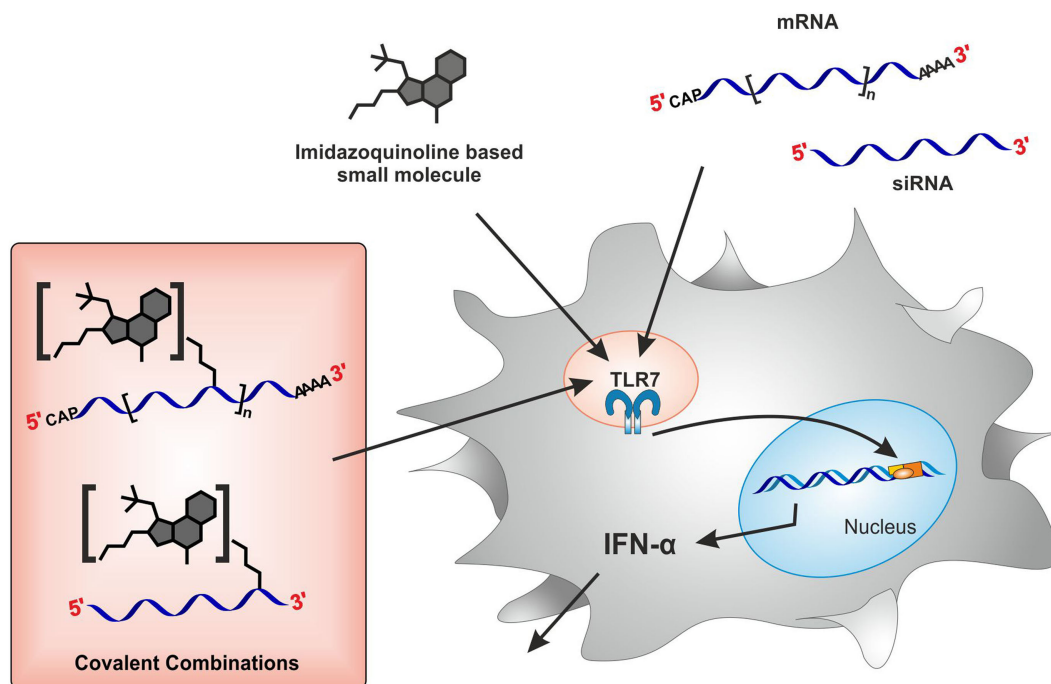 mRNA
5' CAP [ ]n AAAA 3'
Imidazoquinoline based
small molecule
5' 3'
siRNA
[ ]
5' CAP [ ]n AAAA 3'
[ ]
5' 3'
Covalent Combinations
TLR7
Nucleus
IFN-α